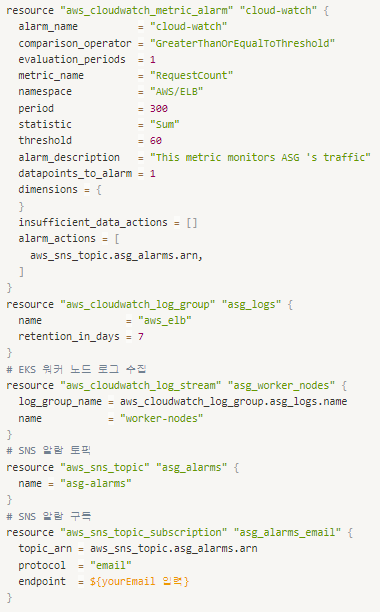 resource "aws_cloudwatch_metric_alarm" "cloud-watch" {
  alarm_name          = "cloud-watch"
  comparison_operator = "GreaterThanOrEqualToThreshold"
  evaluation_periods  = 1
  metric_name         = "RequestCount"
  namespace           = "AWS/ELB"
  period              = 300
  statistic           = "Sum"
  threshold           = 60
  alarm_description   = "This metric monitors ASG 's traffic"
  datapoints_to_alarm = 1
  dimensions = {
  }
  insufficient_data_actions = []
  alarm_actions = [
    aws_sns_topic.asg_alarms.arn,
  ]
}
resource "aws_cloudwatch_log_group" "asg_logs" {
  name              = "aws_elb"
  retention_in_days = 7
}
# EKS 워커 노드 로그 수집
resource "aws_cloudwatch_log_stream" "asg_worker_nodes" {
  log_group_name = aws_cloudwatch_log_group.asg_logs.name
  name           = "worker-nodes"
}
# SNS 알람 토픽
resource "aws_sns_topic" "asg_alarms" {
  name = "asg-alarms"
}
# SNS 알람 구독
resource "aws_sns_topic_subscription" "asg_alarms_email" {
  topic_arn = aws_sns_topic.asg_alarms.arn
  protocol  = "email"
  endpoint  = ${yourEmail 입력}
}